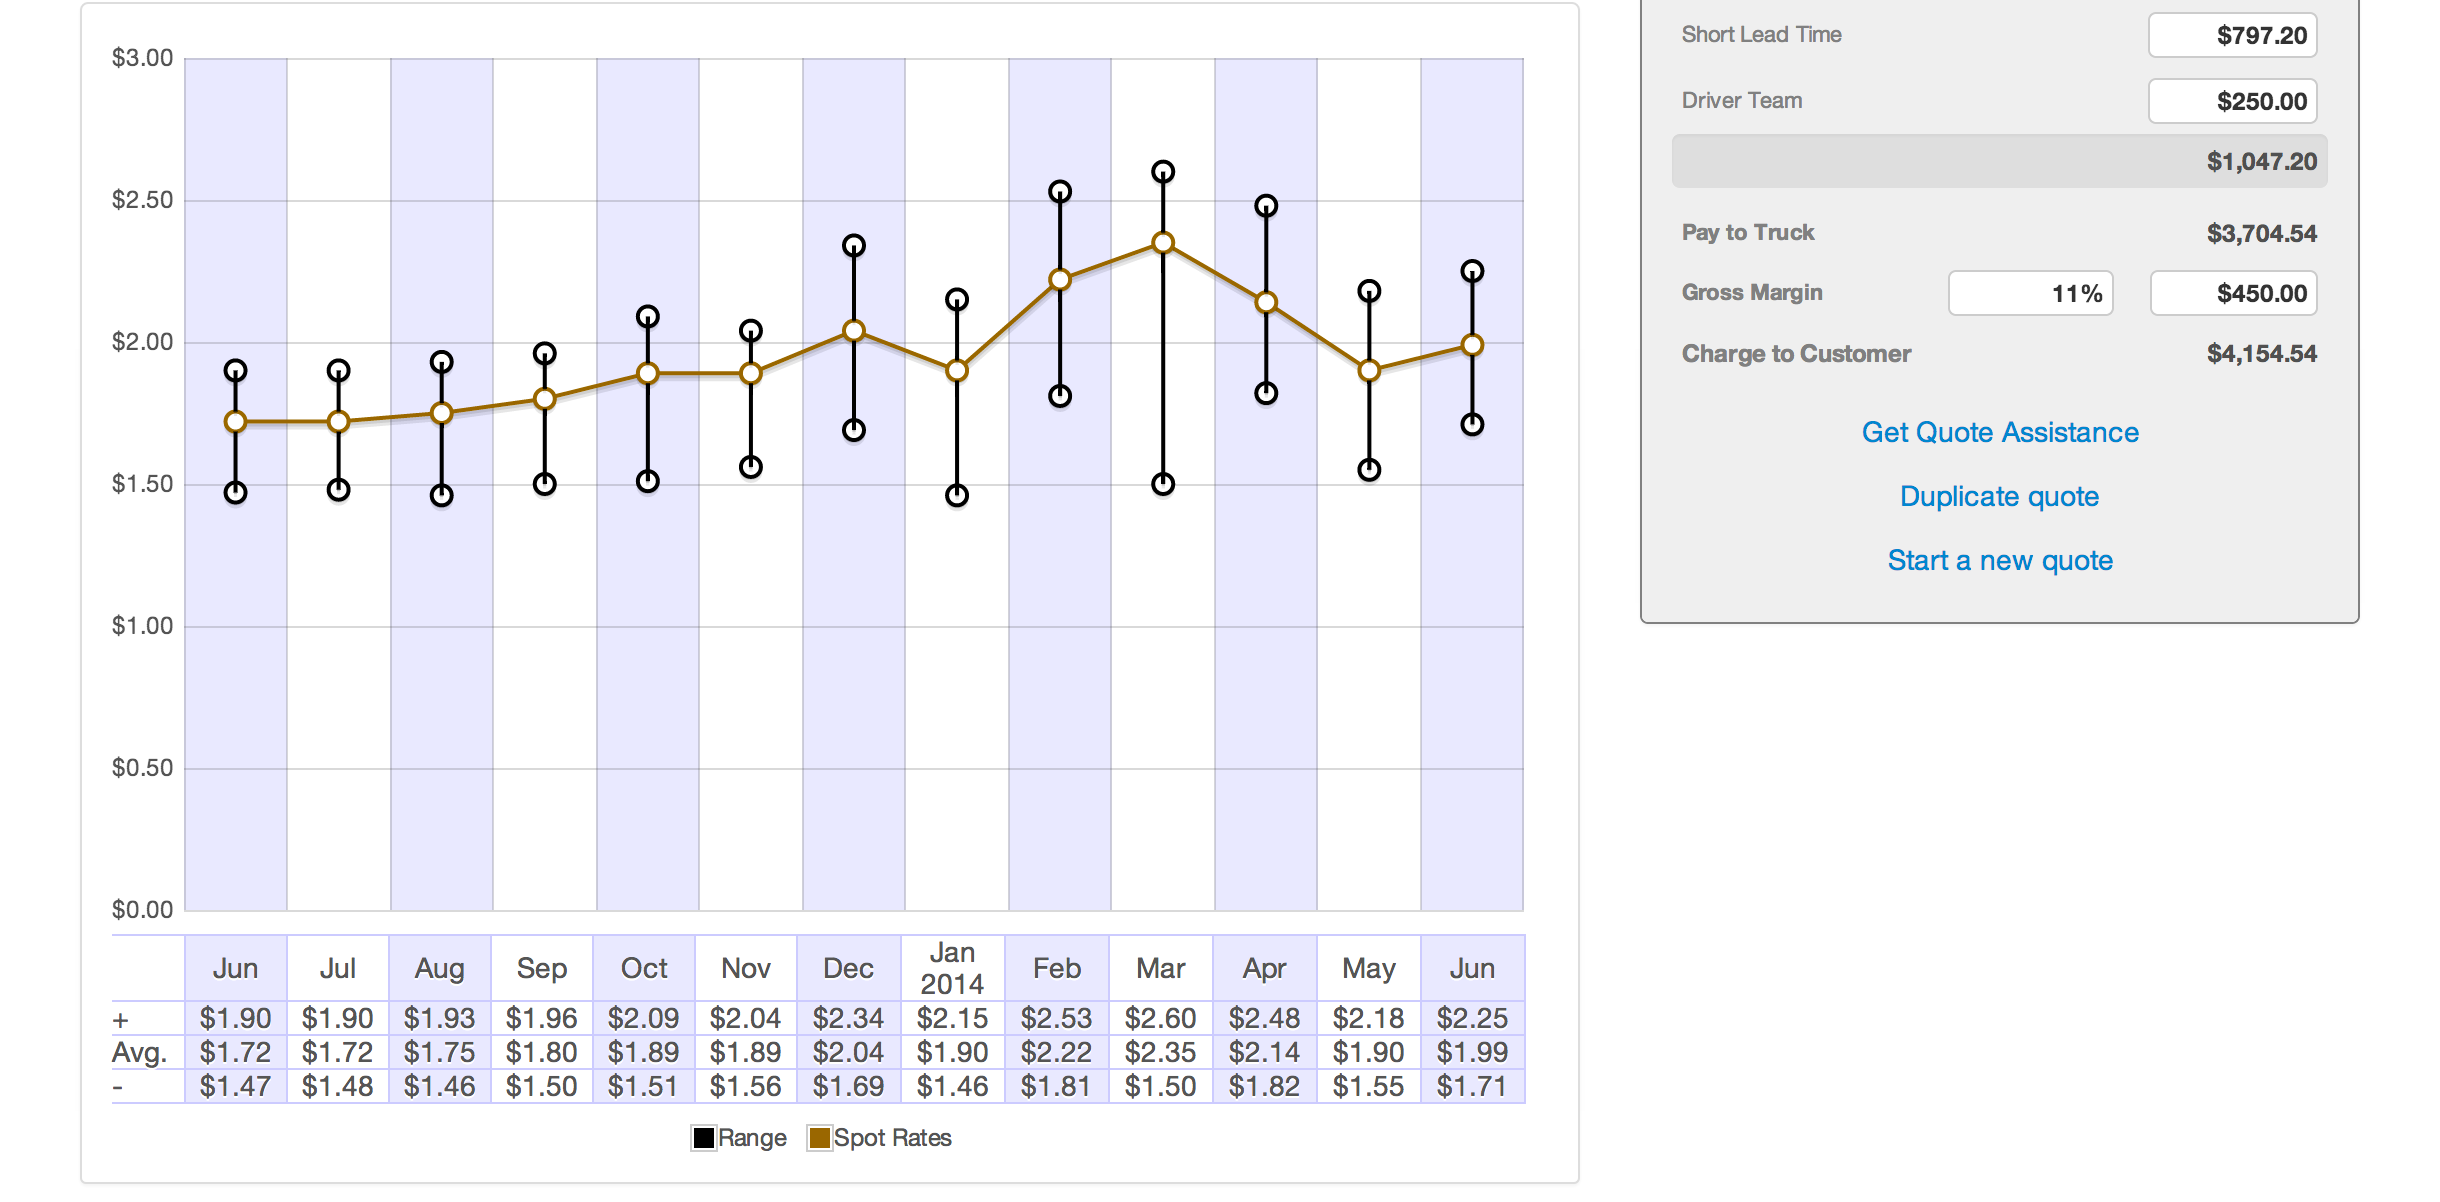 $3.00
$2.50
$2.00
$1.50
$1.00
$0.50
$0.00
Jun Jul Aug Sep Oct Nov Dec Jan 2014 Feb Mar Apr May Jun
+ $1.90 $1.90 $1.93 $1.96 $2.09 $2.04 $2.34 $2.15 $2.53 $2.60 $2.48 $2.18 $2.25
Avg. $1.72 $1.72 $1.75 $1.80 $1.89 $1.89 $2.04 $1.90 $2.22 $2.35 $2.14 $1.90 $1.99
- $1.47 $1.48 $1.46 $1.50 $1.51 $1.56 $1.69 $1.46 $1.81 $1.50 $1.82 $1.55 $1.71
Range Spot Rates
Short Lead Time $797.20
Driver Team $250.00
$1,047.20
Pay to Truck $3,704.54
Gross Margin 11% $450.00
Charge to Customer $4,154.54
Get Quote Assistance
Duplicate quote
Start a new quote